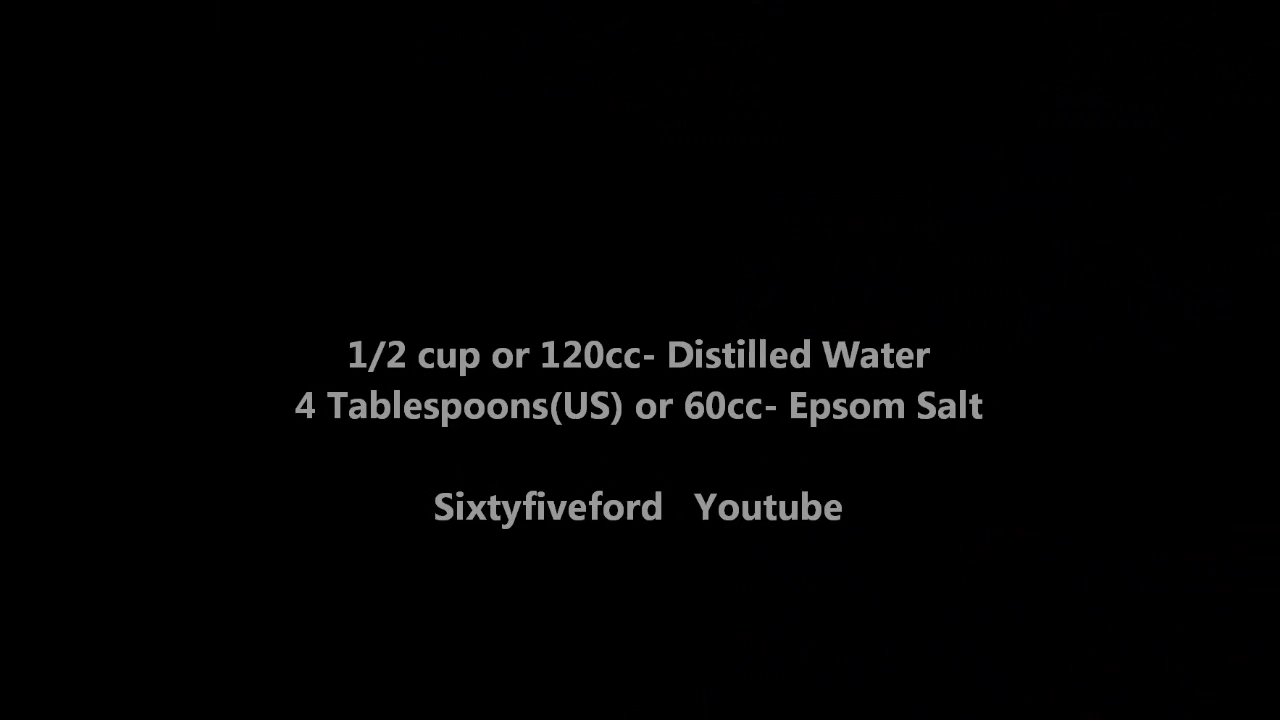 1/2 cup or 120cc- Distilled Water
4 Tablespoons(US) or 60cc- Epsom Salt
Sixtyfiveford Youtube